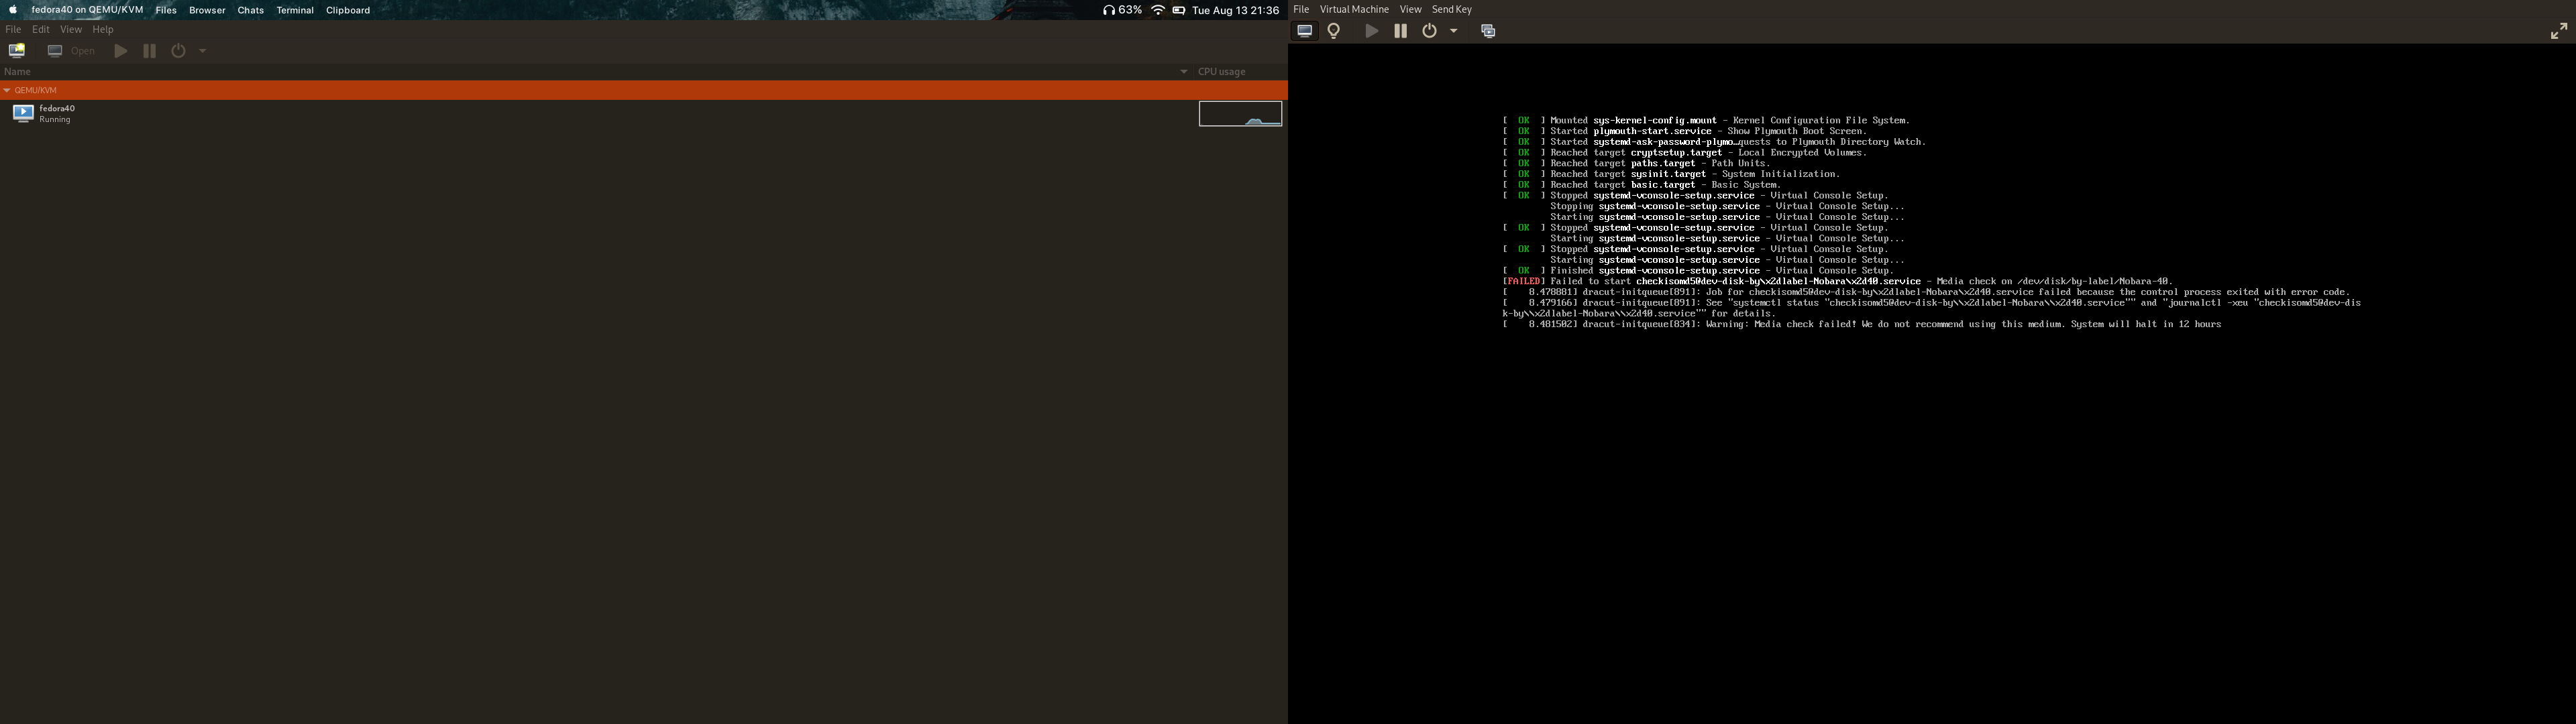 fedora40 on QEMU/KVM Files Browser Chats Terminal Clipboard
63% Tue Aug 13 21:36
File Edit View Help
Open
Name CPU usage
QEMU/KVM
fedora40
Running
File Virtual Machine View Send Key
[  OK  ] Mounted sys-kernel-config.mount - Kernel Configuration File System.
[  OK  ] Started plymouth-start.service - Show Plymouth Boot Screen.
[  OK  ] Started systemd-ask-password-plymo…quests to Plymouth Directory Watch.
[  OK  ] Reached target cryptsetup.target - Local Encrypted Volumes.
[  OK  ] Reached target paths.target - Path Units.
[  OK  ] Reached target sysinit.target - System Initialization.
[  OK  ] Reached target basic.target - Basic System.
[  OK  ] Stopped systemd-vconsole-setup.service - Virtual Console Setup.
Stopping systemd-vconsole-setup.service - Virtual Console Setup...
Starting systemd-vconsole-setup.service - Virtual Console Setup...
[  OK  ] Stopped systemd-vconsole-setup.service - Virtual Console Setup.
Starting systemd-vconsole-setup.service - Virtual Console Setup...
[  OK  ] Stopped systemd-vconsole-setup.service - Virtual Console Setup.
Starting systemd-vconsole-setup.service - Virtual Console Setup...
[  OK  ] Finished systemd-vconsole-setup.service - Virtual Console Setup.
[FAILED] Failed to start checkisomd5@dev-disk-by\x2dlabel-Nobara\x2d40.service - Media check on /dev/disk/by-label/Nobara-40.
[    8.478881] dracut-initqueue[891]: Job for checkisomd5@dev-disk-by\x2dlabel-Nobara\x2d40.service failed because the control process exited with error code.
[    8.479166] dracut-initqueue[891]: See "systemctl status "checkisomd5@dev-disk-by\\x2dlabel-Nobara\\x2d40.service"" and "journalctl -xeu "checkisomd5@dev-dis
k-by\\x2dlabel-Nobara\\x2d40.service"" for details.
[    8.481502] dracut-initqueue[834]: Warning: Media check failed! We do not recommend using this medium. System will halt in 12 hours